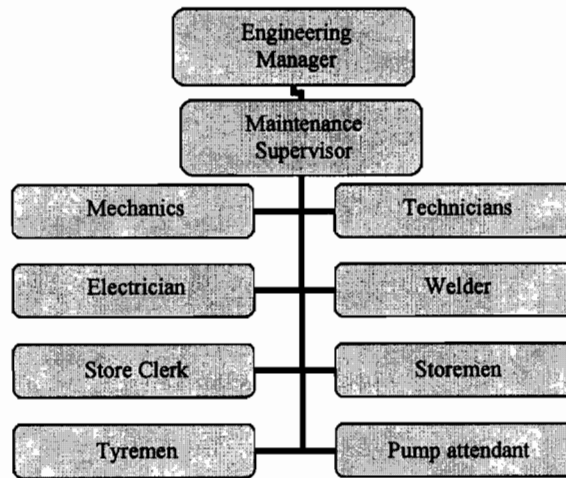 Engineering
Manager
Maintenance
Supervisor
Mechanics
Technicians
Electrician
Welder
Store Clerk
Storemen
Tyremen
Pump attendant